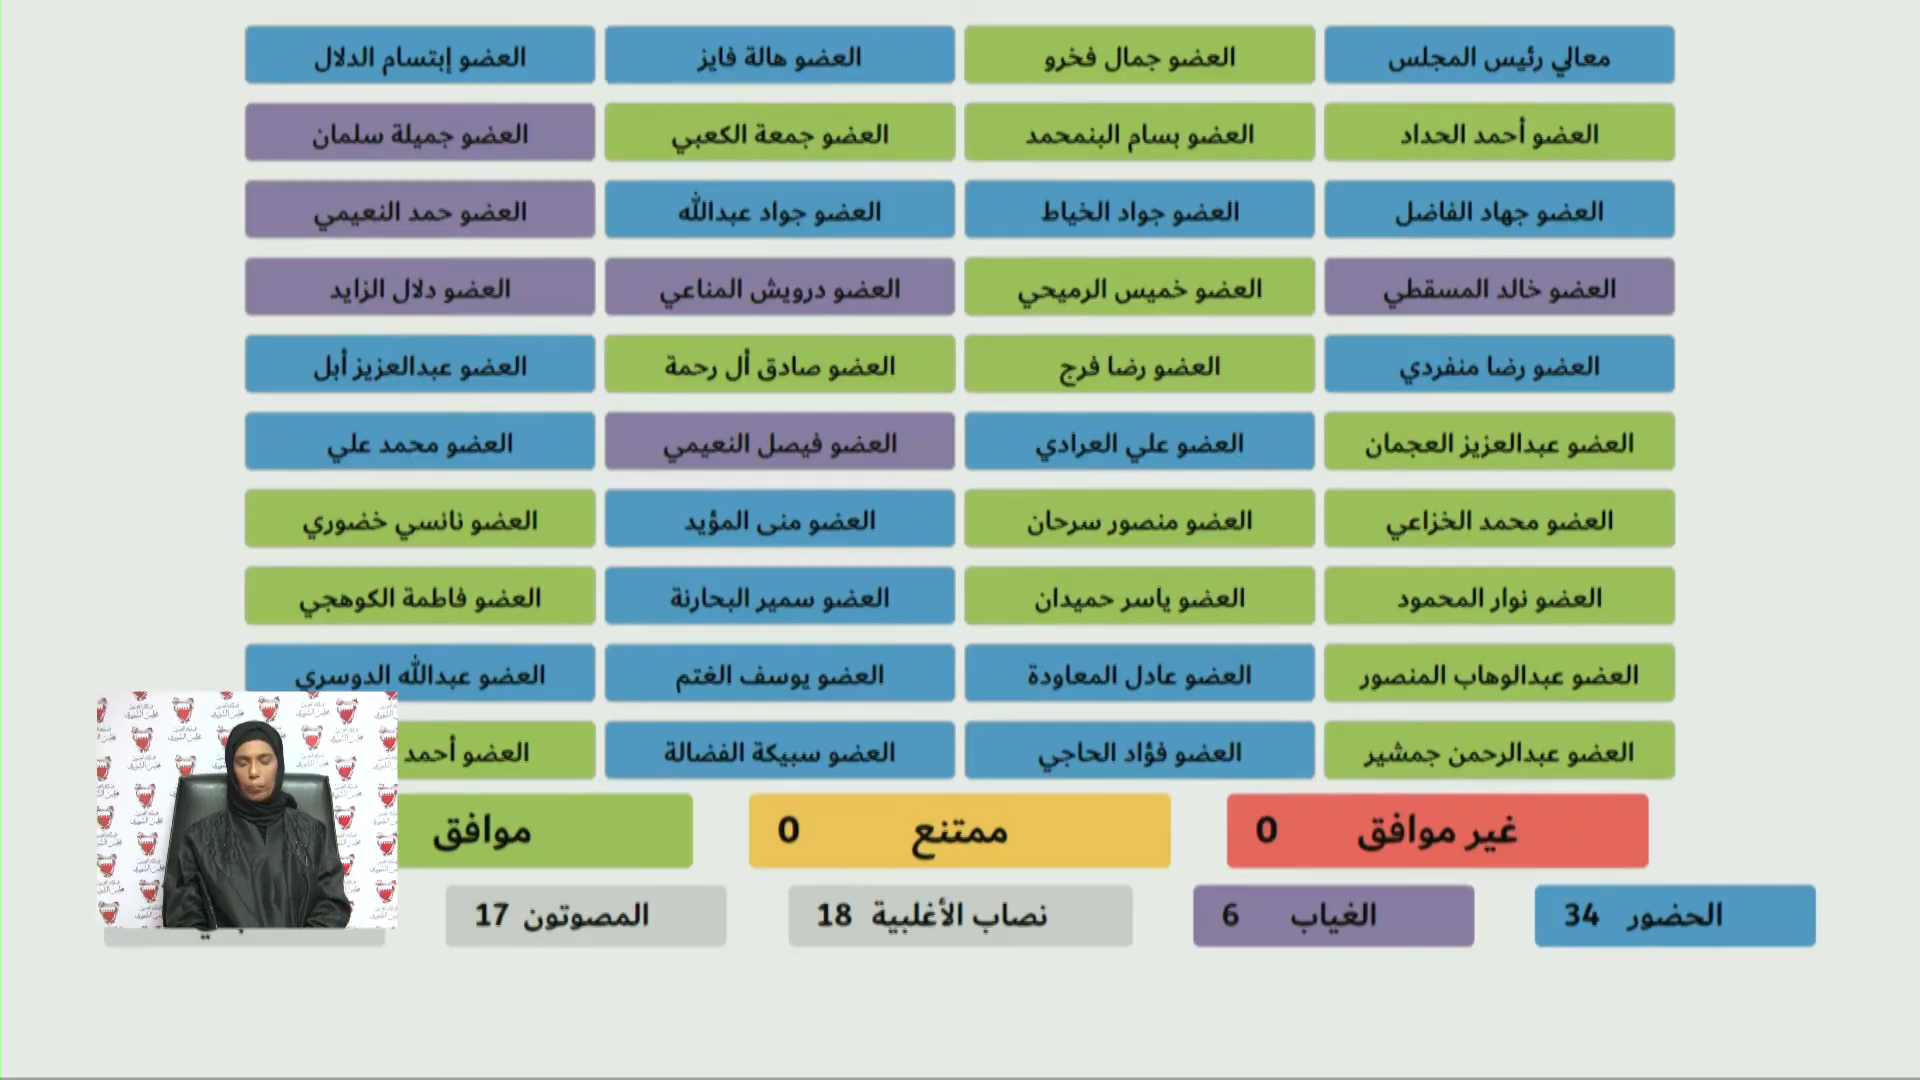 معالي رئيس المجلس العضو جمال فخرو العضو هالة فايز العضو إبتسام الدلال
العضو أحمد الحداد العضو بسام البنمحمد العضو جمعة الكعبي العضو جميلة سلمان
العضو جهاد الفاضل العضو جواد الخياط العضو جواد عبدالله العضو حمد النعيمي
العضو خالد المسقطي العضو خميس الرميحي العضو درويش المناعي العضو دلال الزايد
العضو رضا منفردي العضو رضا فرج العضو صادق أل رحمة العضو عبدالعزيز أبل
العضو عبدالعزيز العجمان العضو علي العرادي العضو فيصل النعيمي العضو محمد علي
العضو محمد الخزاعي العضو منصور سرحان العضو منى المؤيد العضو نانسي خضوري
العضو نوار المحمود العضو ياسر حميدان العضو سمير البحارنة العضو فاطمة الكوهجي
العضو عبدالوهاب المنصور العضو عادل المعاودة العضو يوسف الغتم العضو عبدالله الدوسري
العضو عبدالرحمن جمشير العضو فؤاد الحاجي العضو سبيكة الفضالة العضو أحمد
غير موافق 0 ممتنع 0 موافق
الحضور 34 الغياب 6 نصاب الأغلبية 18 المصوتون 17